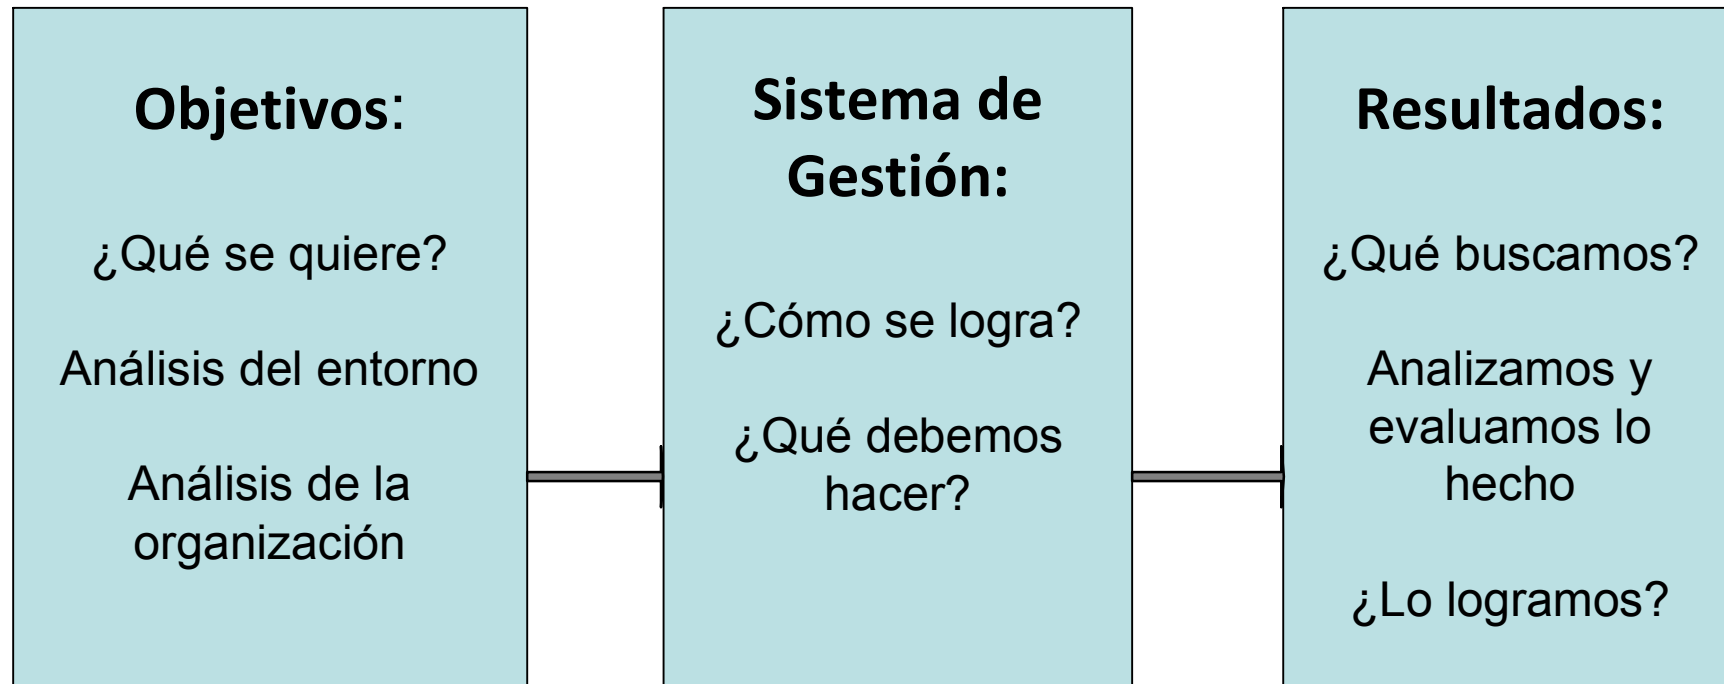 Objetivos:
¿Qué se quiere?
Análisis del entorno
Análisis de la
organización
Sistema de
Gestión:
¿Cómo se logra?
¿Qué debemos
hacer?
Resultados:
¿Qué buscamos?
Analizamos y
evaluamos lo
hecho
¿Lo logramos?